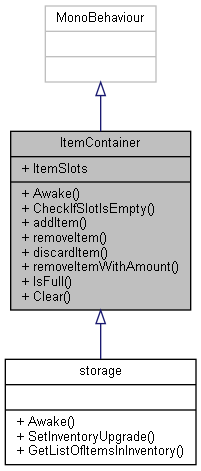 MonoBehaviour
ItemContainer
+ ItemSlots
+ Awake()
+ CheckIfSlotIsEmpty()
+ addItem()
+ removeItem()
+ discardItem()
+ removeItemWithAmount()
+ IsFull()
+ Clear()
storage
+ Awake()
+ SetInventoryUpgrade()
+ GetListOfItemsInInventory()